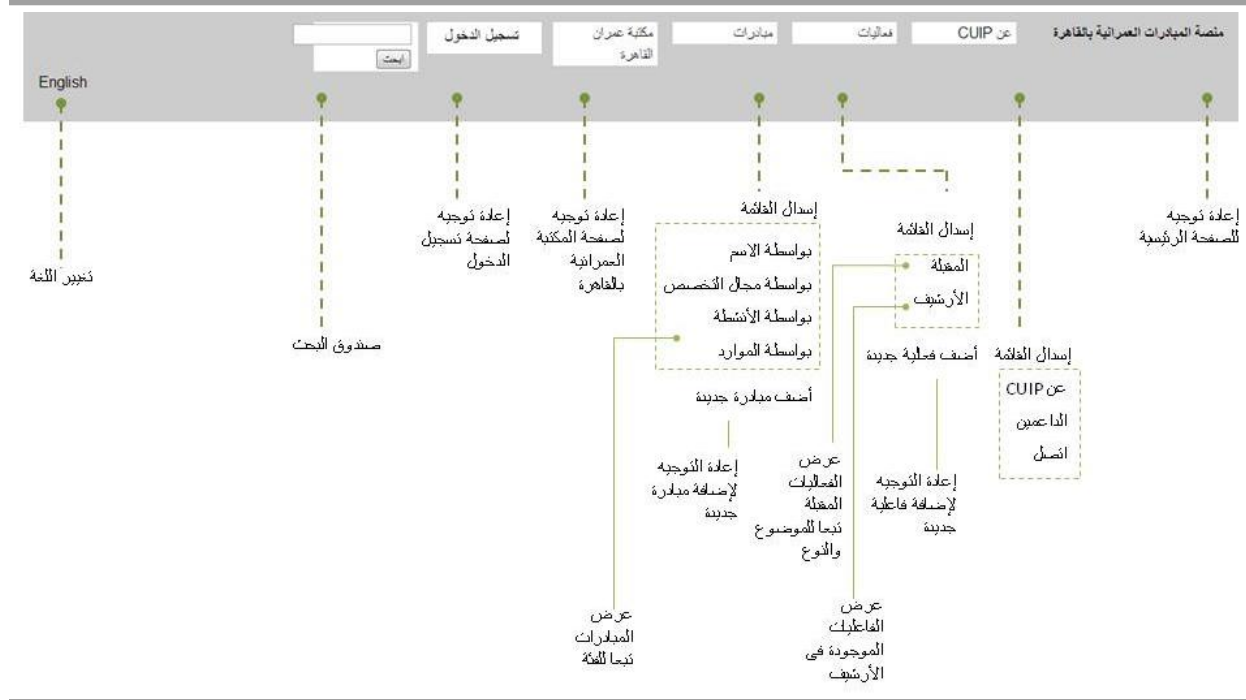 منصة المبادرات العمرانية بالقاهرة
عن CUIP
فعاليات
مبادرات
مكتبة عمران
القاهرة
تسجيل الدخول
ابحث
English
إعادة توجيه
للصفحة الرئيسية
إسدال القائمة
عن CUIP
الداعمين
اتصل
إسدال القائمة
المقبلة
الأرشيف
أضف فعالية جديدة
إعادة التوجيه
لإضافة فاعلية
جديدة
عرض
الفعاليات
المقبلة
تبعا للموضوع
والنوع
عرض
الفاعليات
الموجودة فى
الأرشيف
إسدال القائمة
بواسطة الاسم
بواسطة مجال التخصص
بواسطة الأنشطة
بواسطة الموارد
أضف مبادرة جديدة
إعادة التوجيه
لإضافة مبادرة
جديدة
عرض
المبادرات
تبعا للفئة
إعادة توجيه
لصفحة المكتبة
العمرانية
بالقاهرة
إعادة توجيه
لصفحة تسجيل
الدخول
صندوق البحث
تغيير اللغة